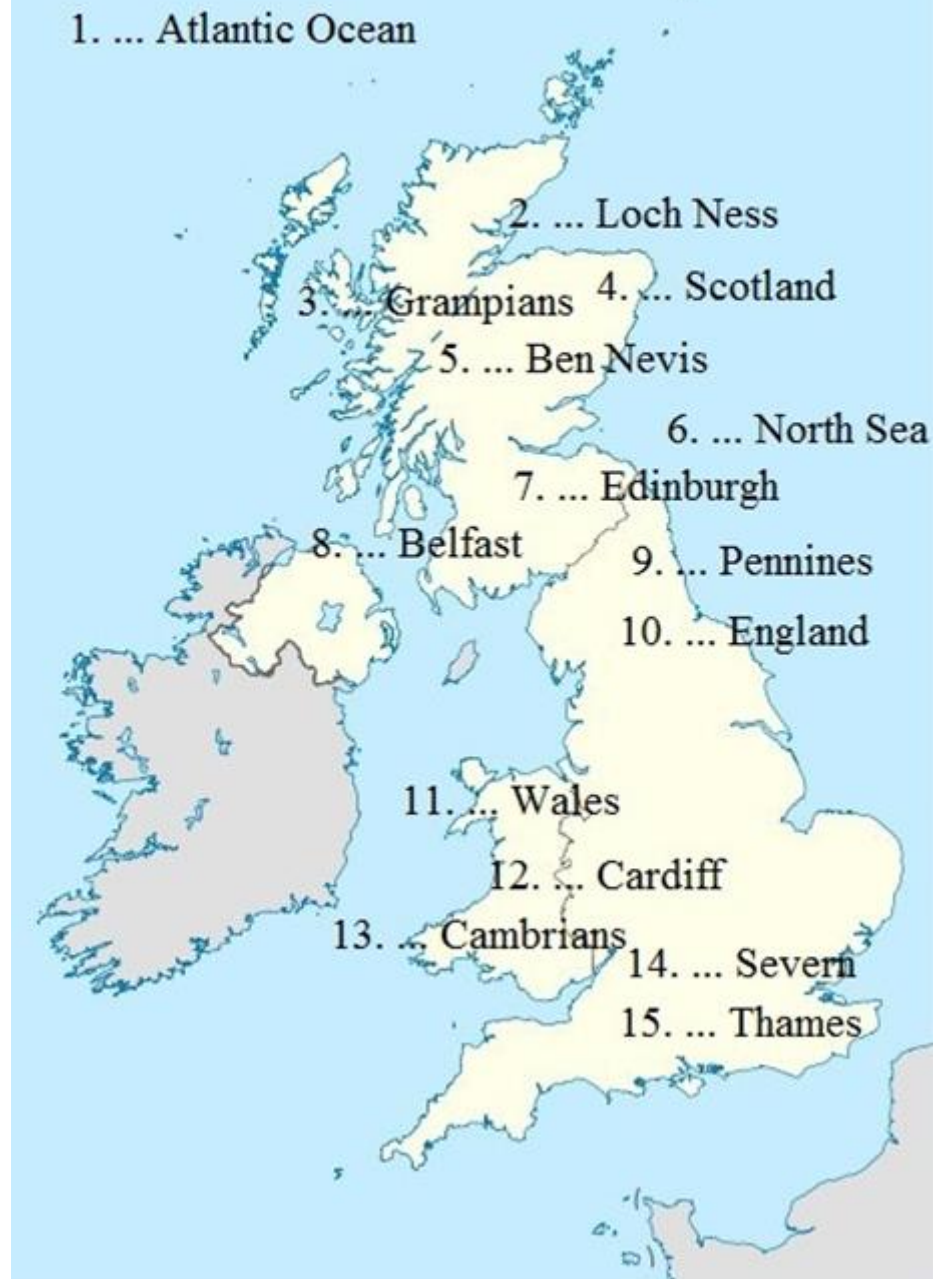 1. ... Atlantic Ocean
2. ... Loch Ness
3. ... Grampians
4. ... Scotland
5. ... Ben Nevis
6. ... North Sea
7. ... Edinburgh
8. ... Belfast
9. ... Pennines
10. ... England
11. ... Wales
12. ... Cardiff
13. ... Cambrians
14. ... Severn
15. ... Thames